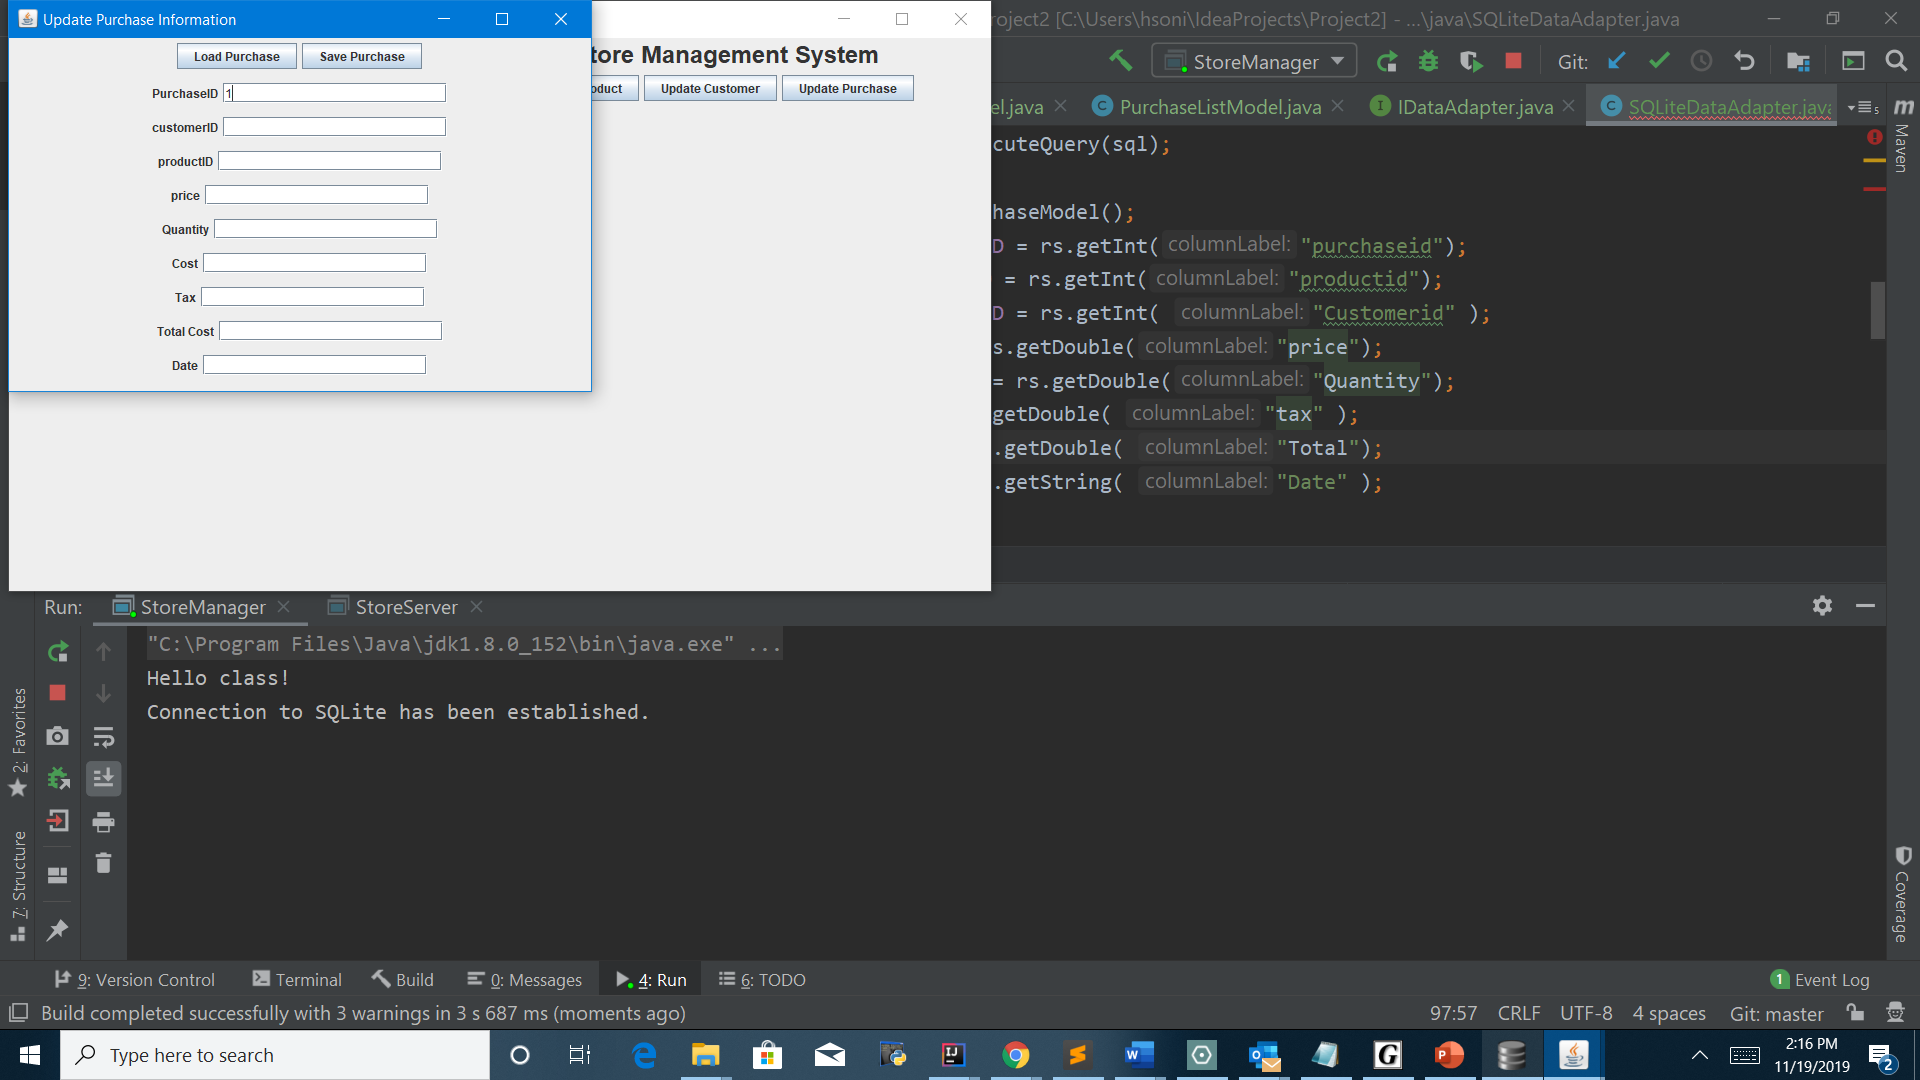 Update Purchase Information
Load Purchase Save Purchase
PurchaseID 1
customerID
productID
price
Quantity
Cost
Tax
Total Cost
Date
tore Management System
oduct Update Customer Update Purchase
roject2 [C:\Users\hsoni\IdeaProjects\Project2] - ...\java\SQLiteDataAdapter.java
StoreManager Git:
el.java PurchaseListModel.java IDataAdapter.java SQLiteDataAdapter.java 5
cuteQuery(sql);
haseModel();
D = rs.getInt( columnLabel: "purchaseid");
= rs.getInt( columnLabel: "productid");
D = rs.getInt( columnLabel: "Customerid" );
s.getDouble( columnLabel: "price");
= rs.getDouble( columnLabel: "Quantity");
getDouble( columnLabel: "tax" );
.getDouble( columnLabel: "Total");
.getString( columnLabel: "Date" );
m Maven
Coverage
Run: StoreManager StoreServer
"C:\Program Files\Java\jdk1.8.0_152\bin\java.exe" ...
Hello class!
Connection to SQLite has been established.
2: Favorites
7: Structure
9: Version Control Terminal Build 0: Messages 4: Run 6: TODO 1 Event Log
Build completed successfully with 3 warnings in 3 s 687 ms (moments ago) 97:57 CRLF UTF-8 4 spaces Git: master
Type here to search
2:16 PM
11/19/2019
2